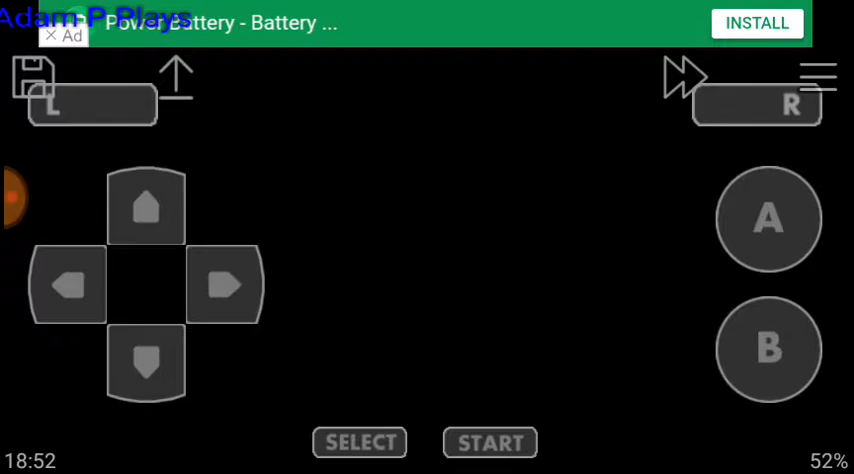 Adam P Plays
Power Battery - Battery ...
INSTALL
Ad
L
R
A
B
SELECT
START
18:52
52%